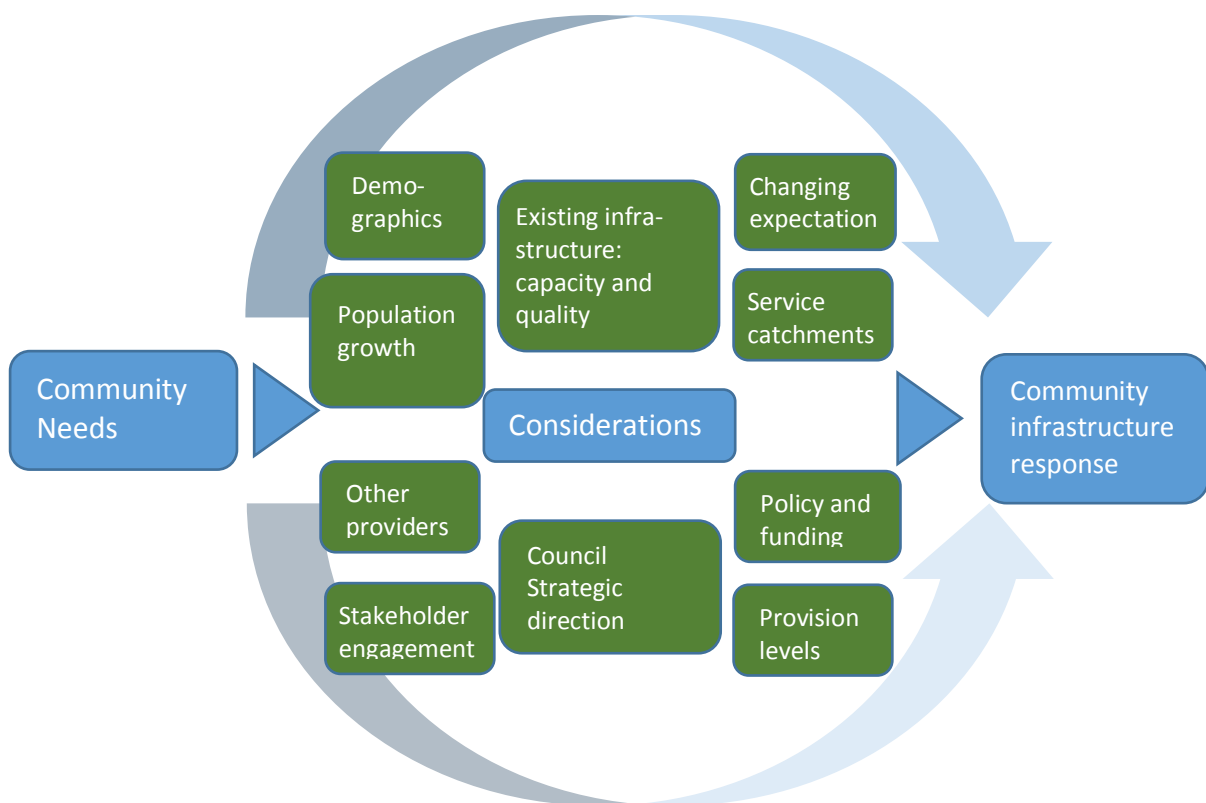 Demo-
graphics
Existing infra-
structure:
capacity and
quality
Changing
expectation
Population
growth
Service
catchments
Community
Needs
Considerations
Community
infrastructure
response
Other
providers
Council
Strategic
direction
Policy and
funding
Stakeholder
engagement
Provision
levels